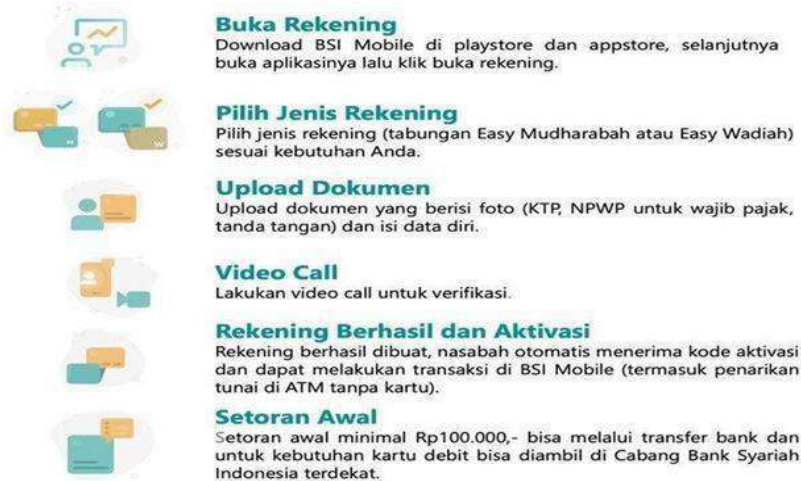 Buka Rekening
Download BSI Mobile di playstore dan appstore, selanjutnya
buka aplikasinya lalu klik buka rekening.
Pilih Jenis Rekening
Pilih jenis rekening (tabungan Easy Mudharabah atau Easy Wadiah)
sesuai kebutuhan Anda.
Upload Dokumen
Upload dokumen yang berisi foto (KTP, NPWP untuk wajib pajak,
tanda tangan) dan isi data diri.
Video Call
Lakukan video call untuk verifikasi.
Rekening Berhasil dan Aktivasi
Rekening berhasil dibuat, nasabah otomatis menerima kode aktivasi
dan dapat melakukan transaksi di BSI Mobile (termasuk penarikan
tunai di ATM tanpa kartu).
Setoran Awal
Setoran awal minimal Rp100.000,- bisa melalui transfer bank dan
untuk kebutuhan kartu debit bisa diambil di Cabang Bank Syariah
Indonesia terdekat.